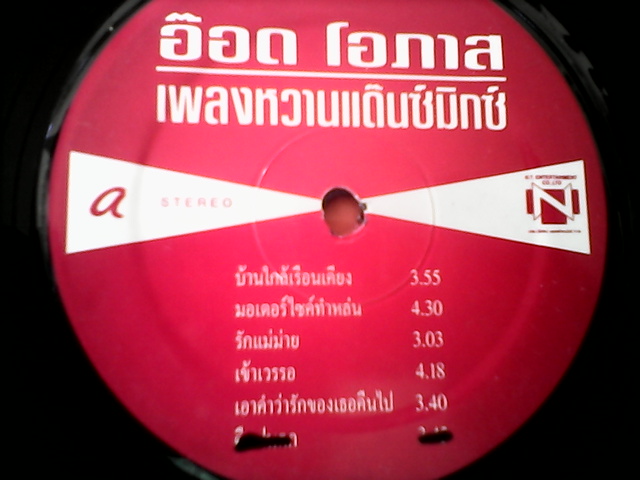 อ๊อด โอภาส
เพลงหวานแด๊นซ์มิกซ์
a STEREO
N.T. ENTERTAINMENT
CO.,LTD
N
บ้านใกล้เรือนเคียง 3.55
มอเตอร์ไซค์ทำหล่น 4.30
รักแม่ม่าย 3.03
เข้าเวรรอ 4.18
เอาคำว่ารักของเธอคืนไป 3.40